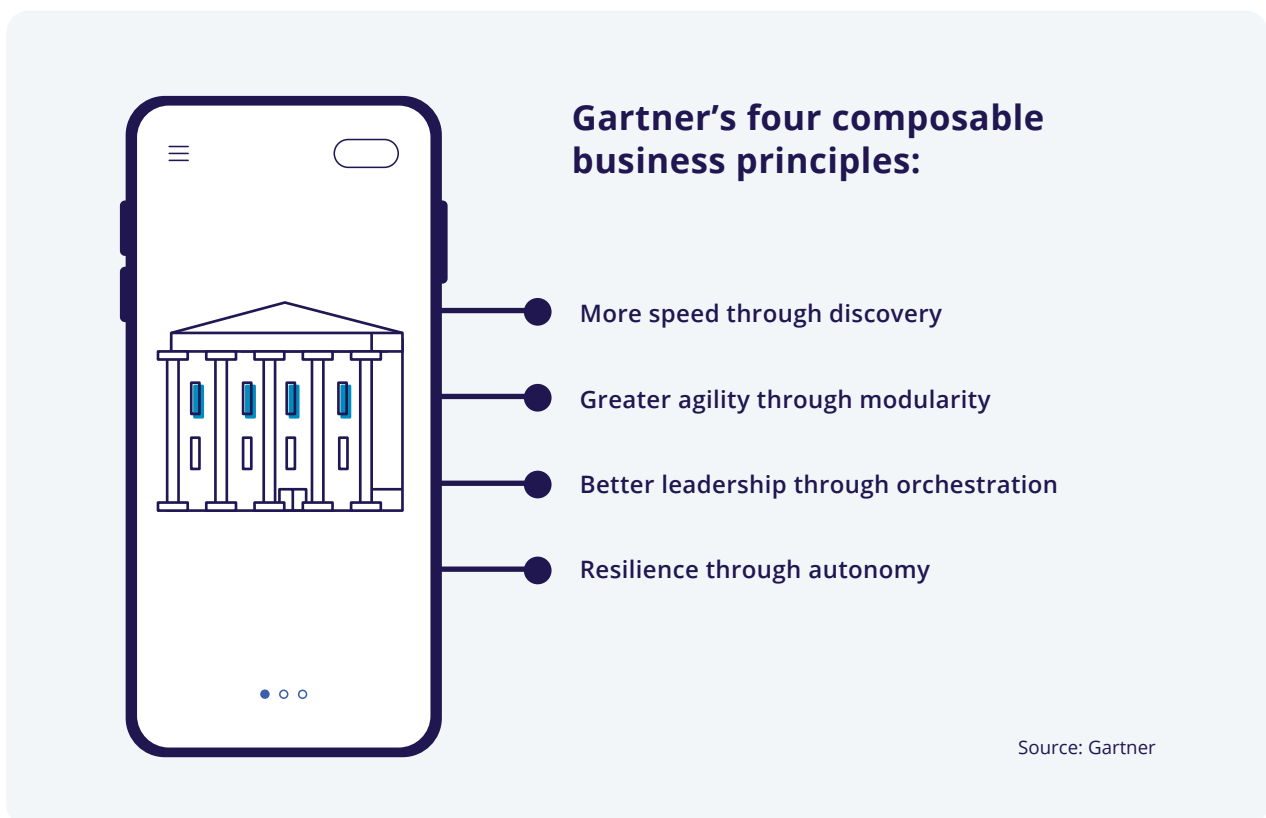 Gartner’s four composable
business principles:
More speed through discovery
Greater agility through modularity
Better leadership through orchestration
Resilience through autonomy
Source: Gartner